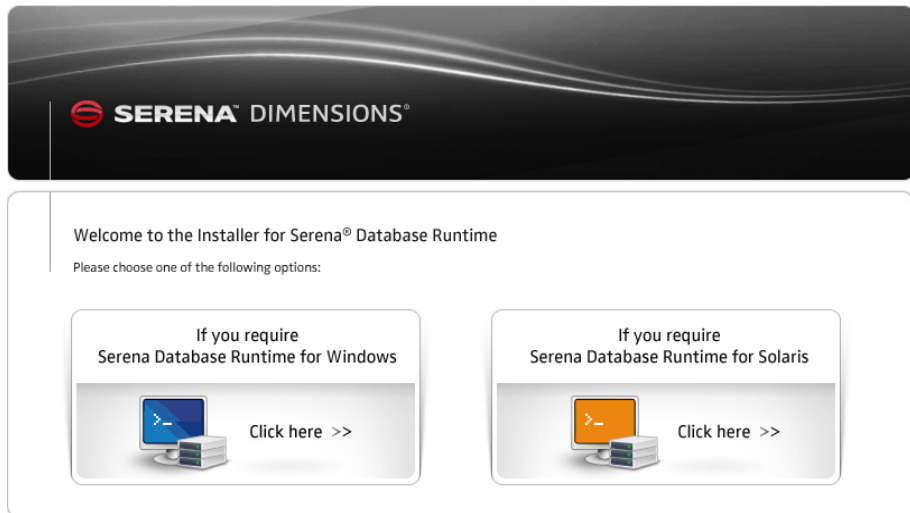 SERENA™ DIMENSIONS®
Welcome to the Installer for Serena® Database Runtime
Please choose one of the following options:
If you require
Serena Database Runtime for Windows
>_
Click here >>
If you require
Serena Database Runtime for Solaris
>_
Click here >>